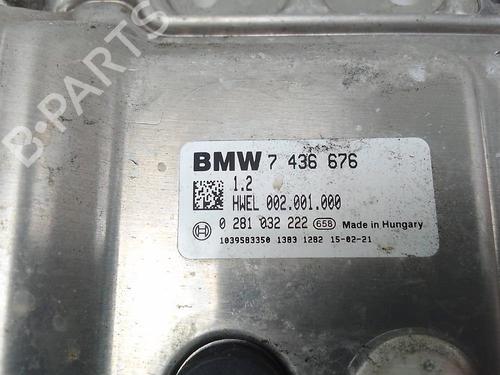 B-PARTS
BMW 7 436 676
1.2
HWEL 002.001.000
0 281 032 222 658 Made in Hungary
1039583350 1383 1282 15-02-21